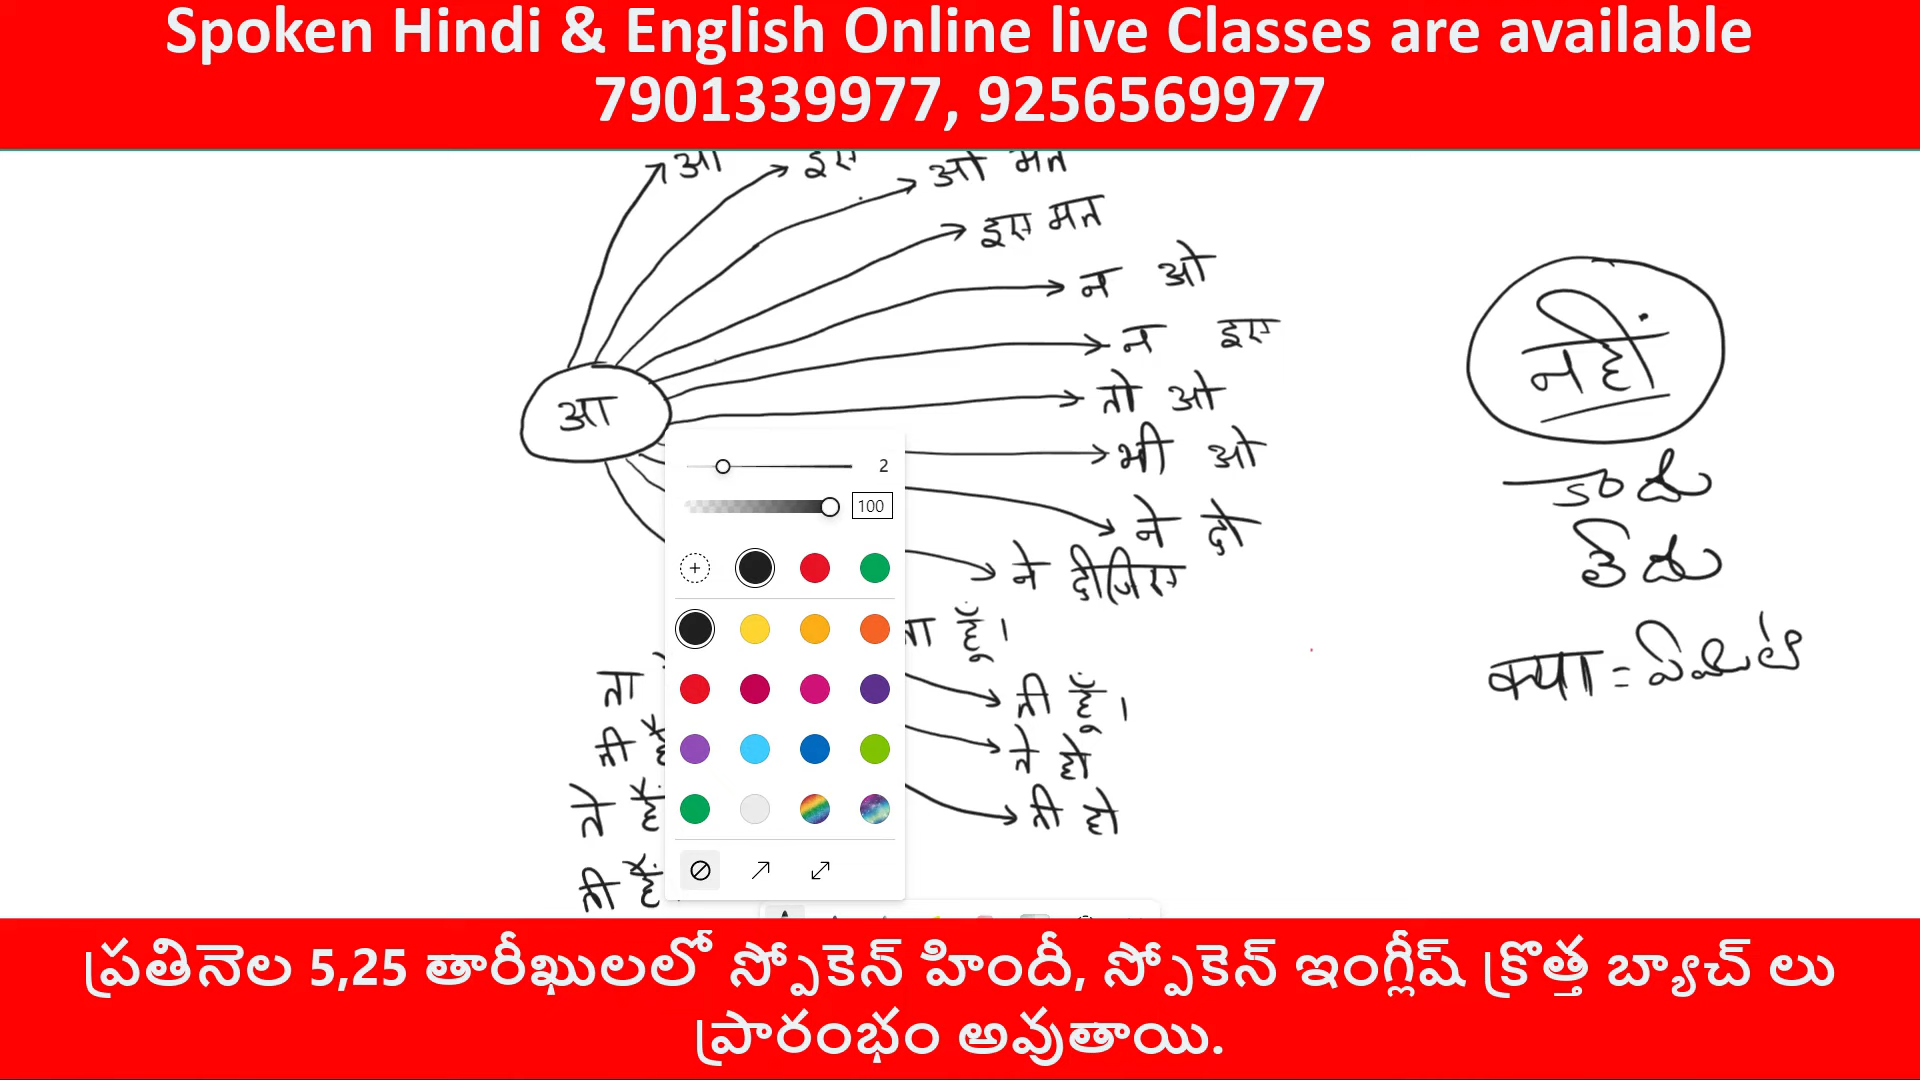 Spoken Hindi & English Online live Classes are available
7901339977, 9256569977
ओ मत
इए मत
न ओ
न इए
आ
तो ओ
भी ओ
ने दो
ने दीजिए
नहीं
క్యా = ఏమిటి
2
100
ता
ती हूँ।
ते हो
ती हो
ప్రతినెల 5,25 తారీఖులలో స్పోకెన్ హిందీ, స్పోకెన్ ఇంగ్లీష్ క్రొత్త బ్యాచ్ లు
ప్రారంభం అవుతాయి.